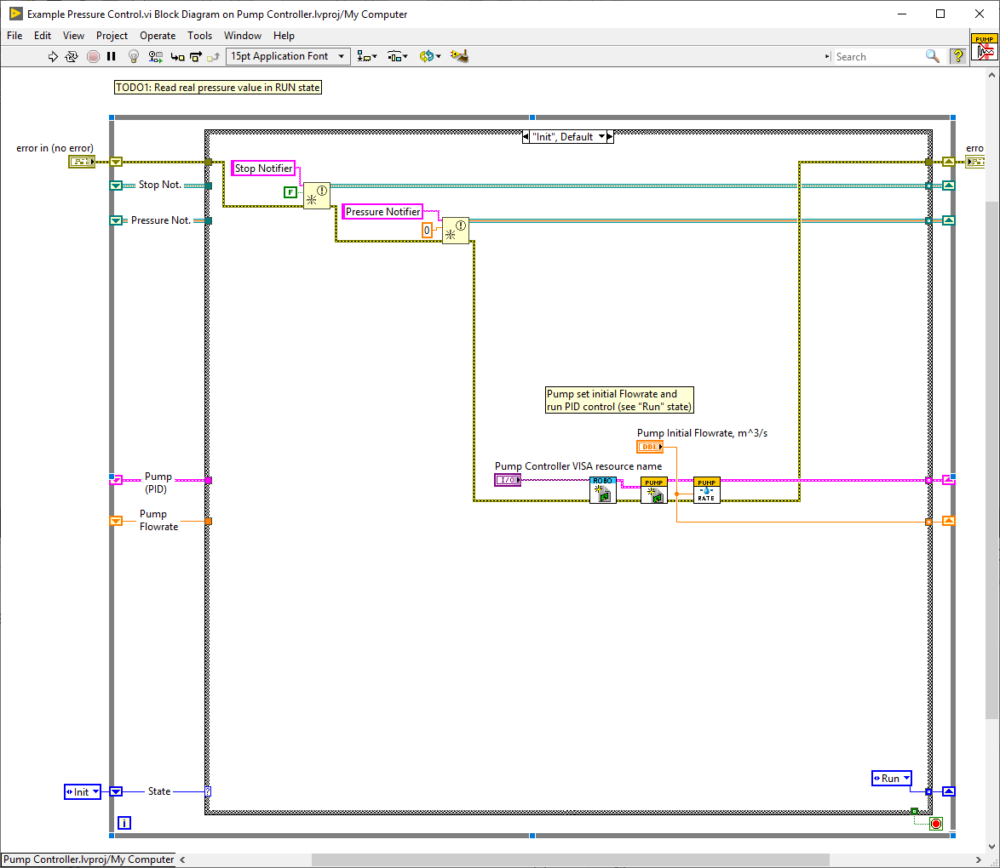 Example Pressure Control.vi Block Diagram on Pump Controller.lvproj/My Computer
File Edit View Project Operate Tools Window Help
15pt Application Font
Search
?
PUMP
TODO1: Read real pressure value in RUN state
"Init", Default
error in (no error)
erro
Stop Notifier
Stop Not.
F
Pressure Notifier
Pressure Not.
0
Pump set initial Flowrate and
run PID control (see "Run" state)
Pump Initial Flowrate, m^3/s
DBL
Pump Controller VISA resource name
I/O
ROBO
PUMP
PUMP
RATE
Pump
(PID)
Pump
Flowrate
Run
Init
State
?
i
Pump Controller.lvproj/My Computer